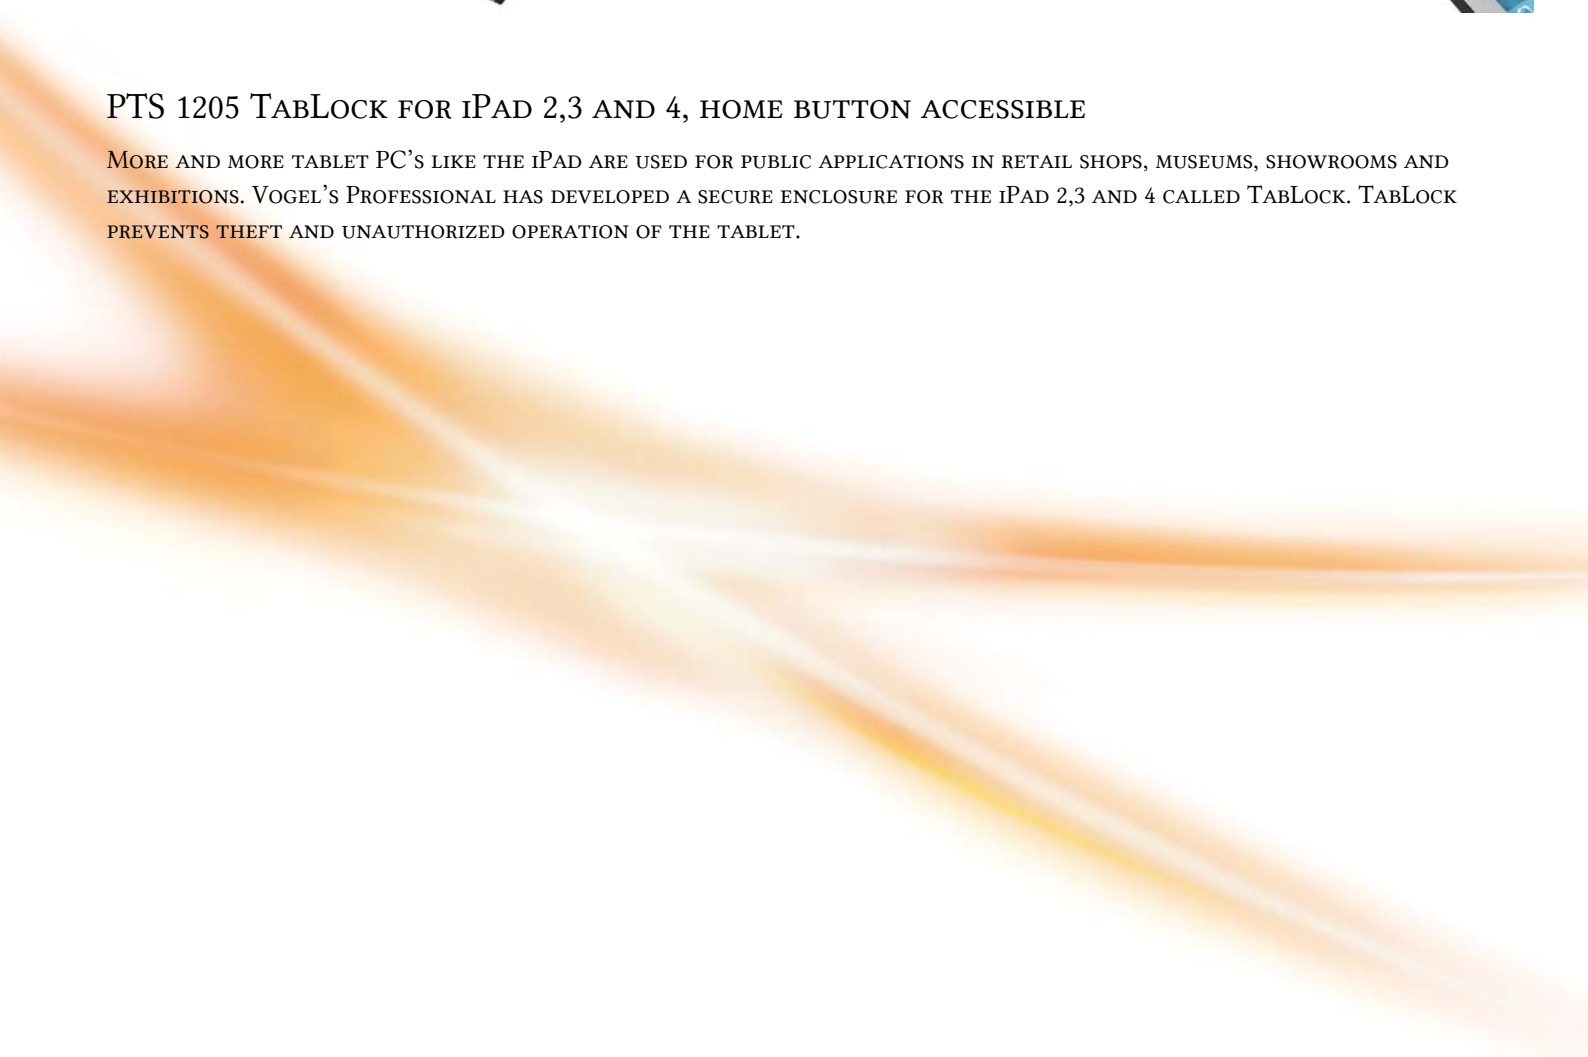 PTS 1205 TabLock for iPad 2,3 and 4, home button accessible
More and more tablet PC’s like the iPad are used for public applications in retail shops, museums, showrooms and
exhibitions. Vogel’s Professional has developed a secure enclosure for the iPad 2,3 and 4 called TabLock. TabLock
prevents theft and unauthorized operation of the tablet.